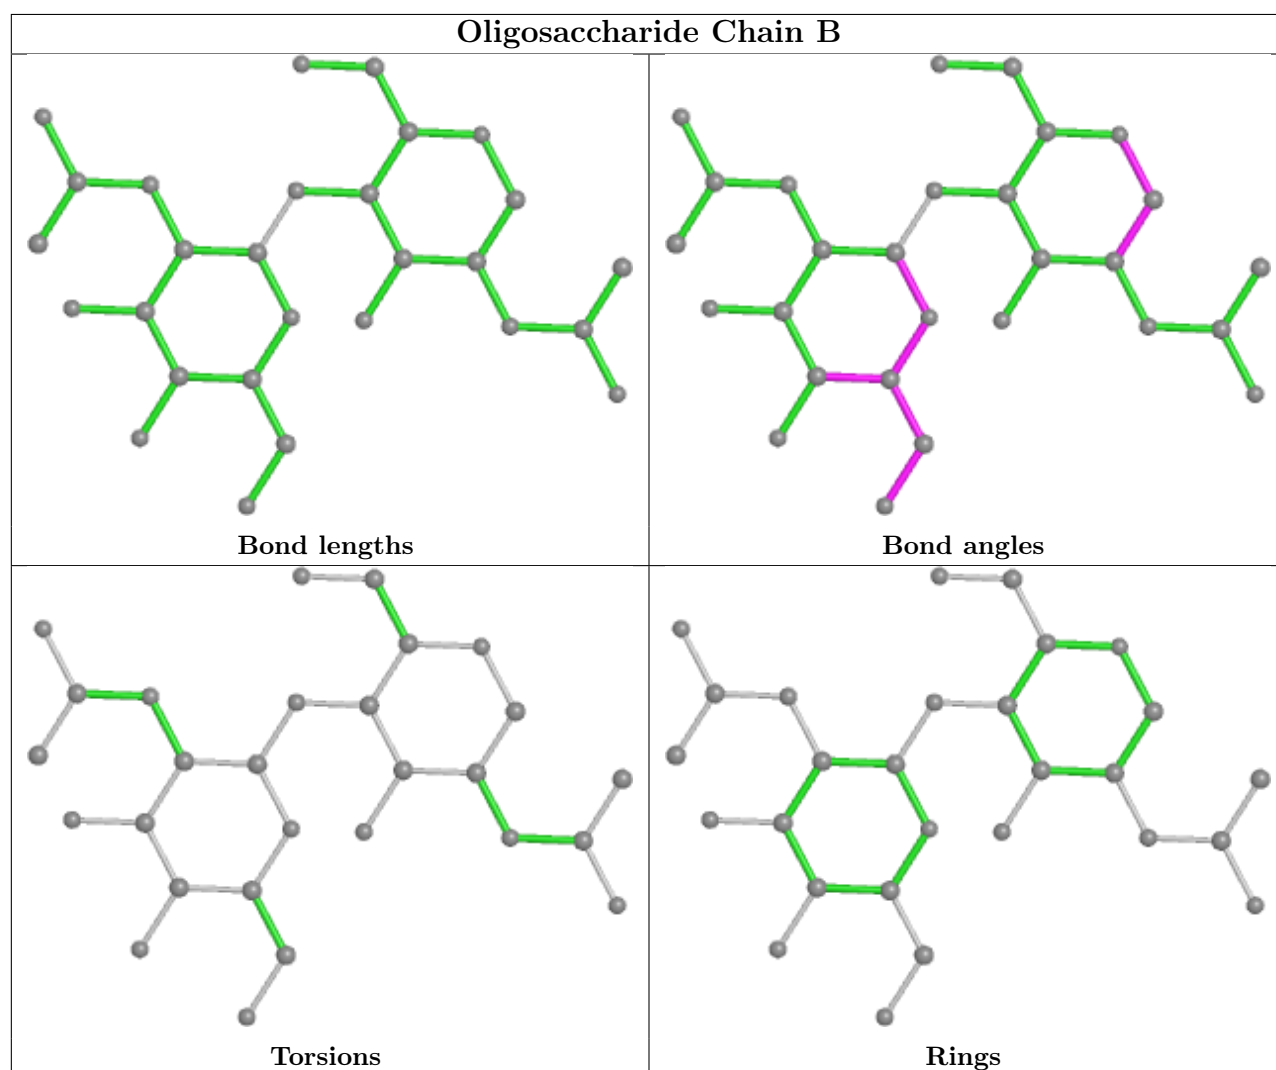 Oligosaccharide Chain B
Bond lengths
Bond angles
Torsions
Rings